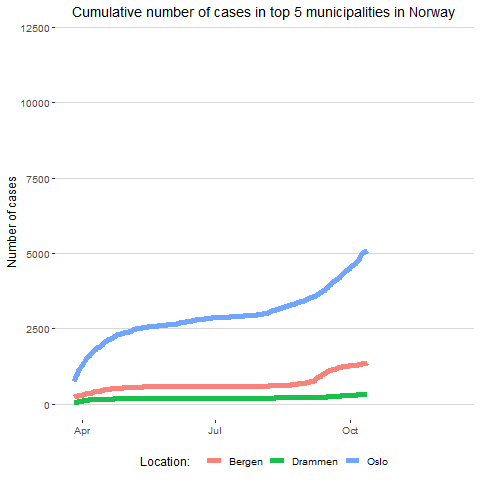 Cumulative number of cases in top 5 municipalities in Norway
12500
10000
7500
5000
2500
0
Number of cases
Apr Jul Oct
Location: Bergen Drammen Oslo